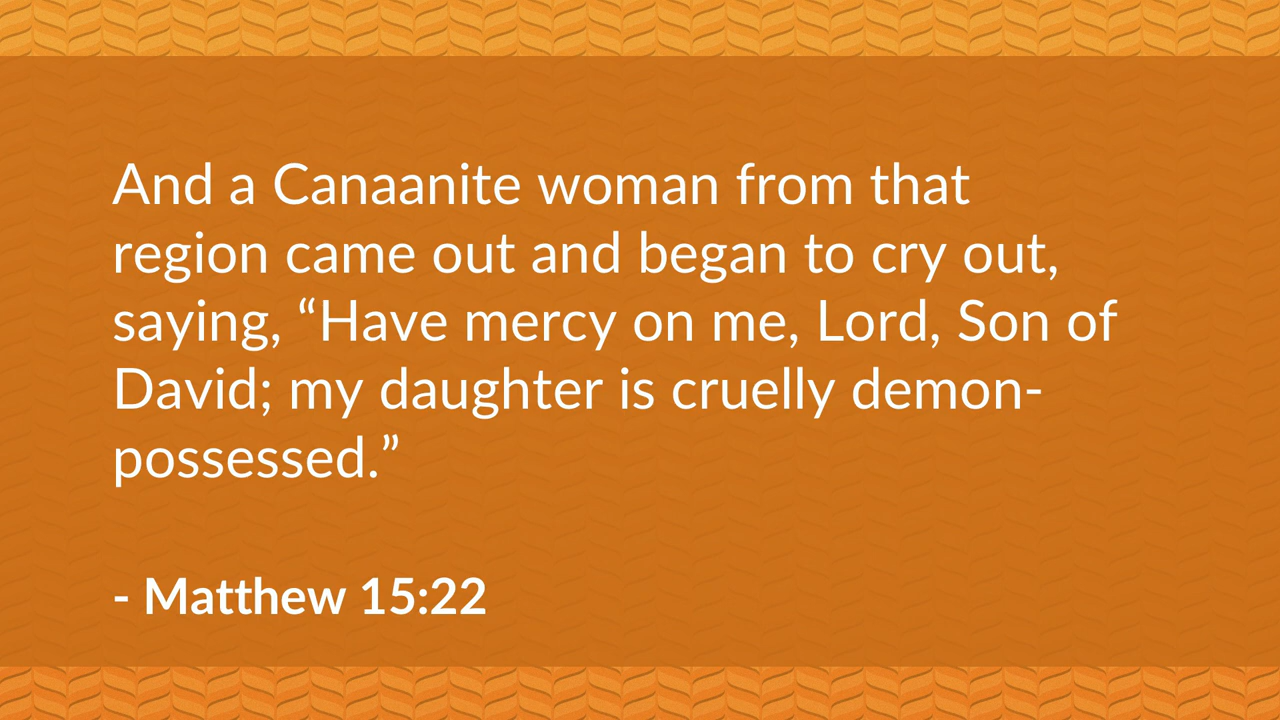 And a Canaanite woman from that
region came out and began to cry out,
saying, “Have mercy on me, Lord, Son of
David; my daughter is cruelly demon-
possessed.”
- Matthew 15:22